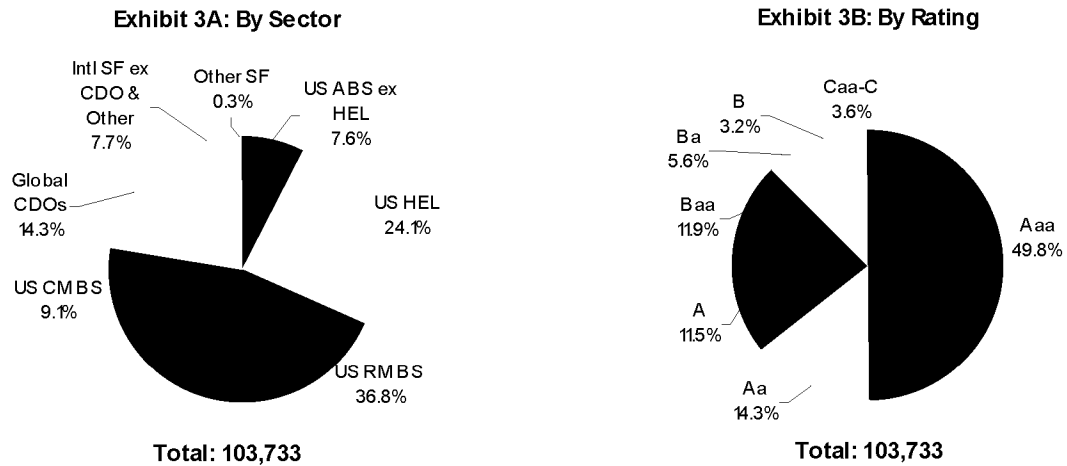 Exhibit 3A: By Sector
Intl SF ex
CDO &
Other
7.7%
Other SF
0.3%
US ABS ex
HEL
7.6%
US HEL
24.1%
Global
CDOs
14.3%
US CMBS
9.1%
US RMBS
36.8%
Total: 103,733
Exhibit 3B: By Rating
Caa-C
3.6%
B
3.2%
Ba
5.6%
Baa
11.9%
Aaa
49.8%
A
11.5%
Aa
14.3%
Total: 103,733